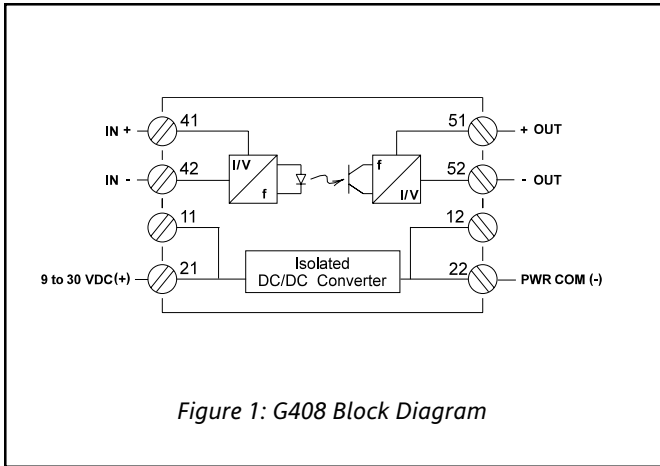 41
51
IN +
+ OUT
I/V
f
f
I/V
42
52
IN -
- OUT
11
12
Isolated
DC/DC Converter
9 to 30 VDC(+)
21
22
PWR COM (-)
Figure 1: G408 Block Diagram